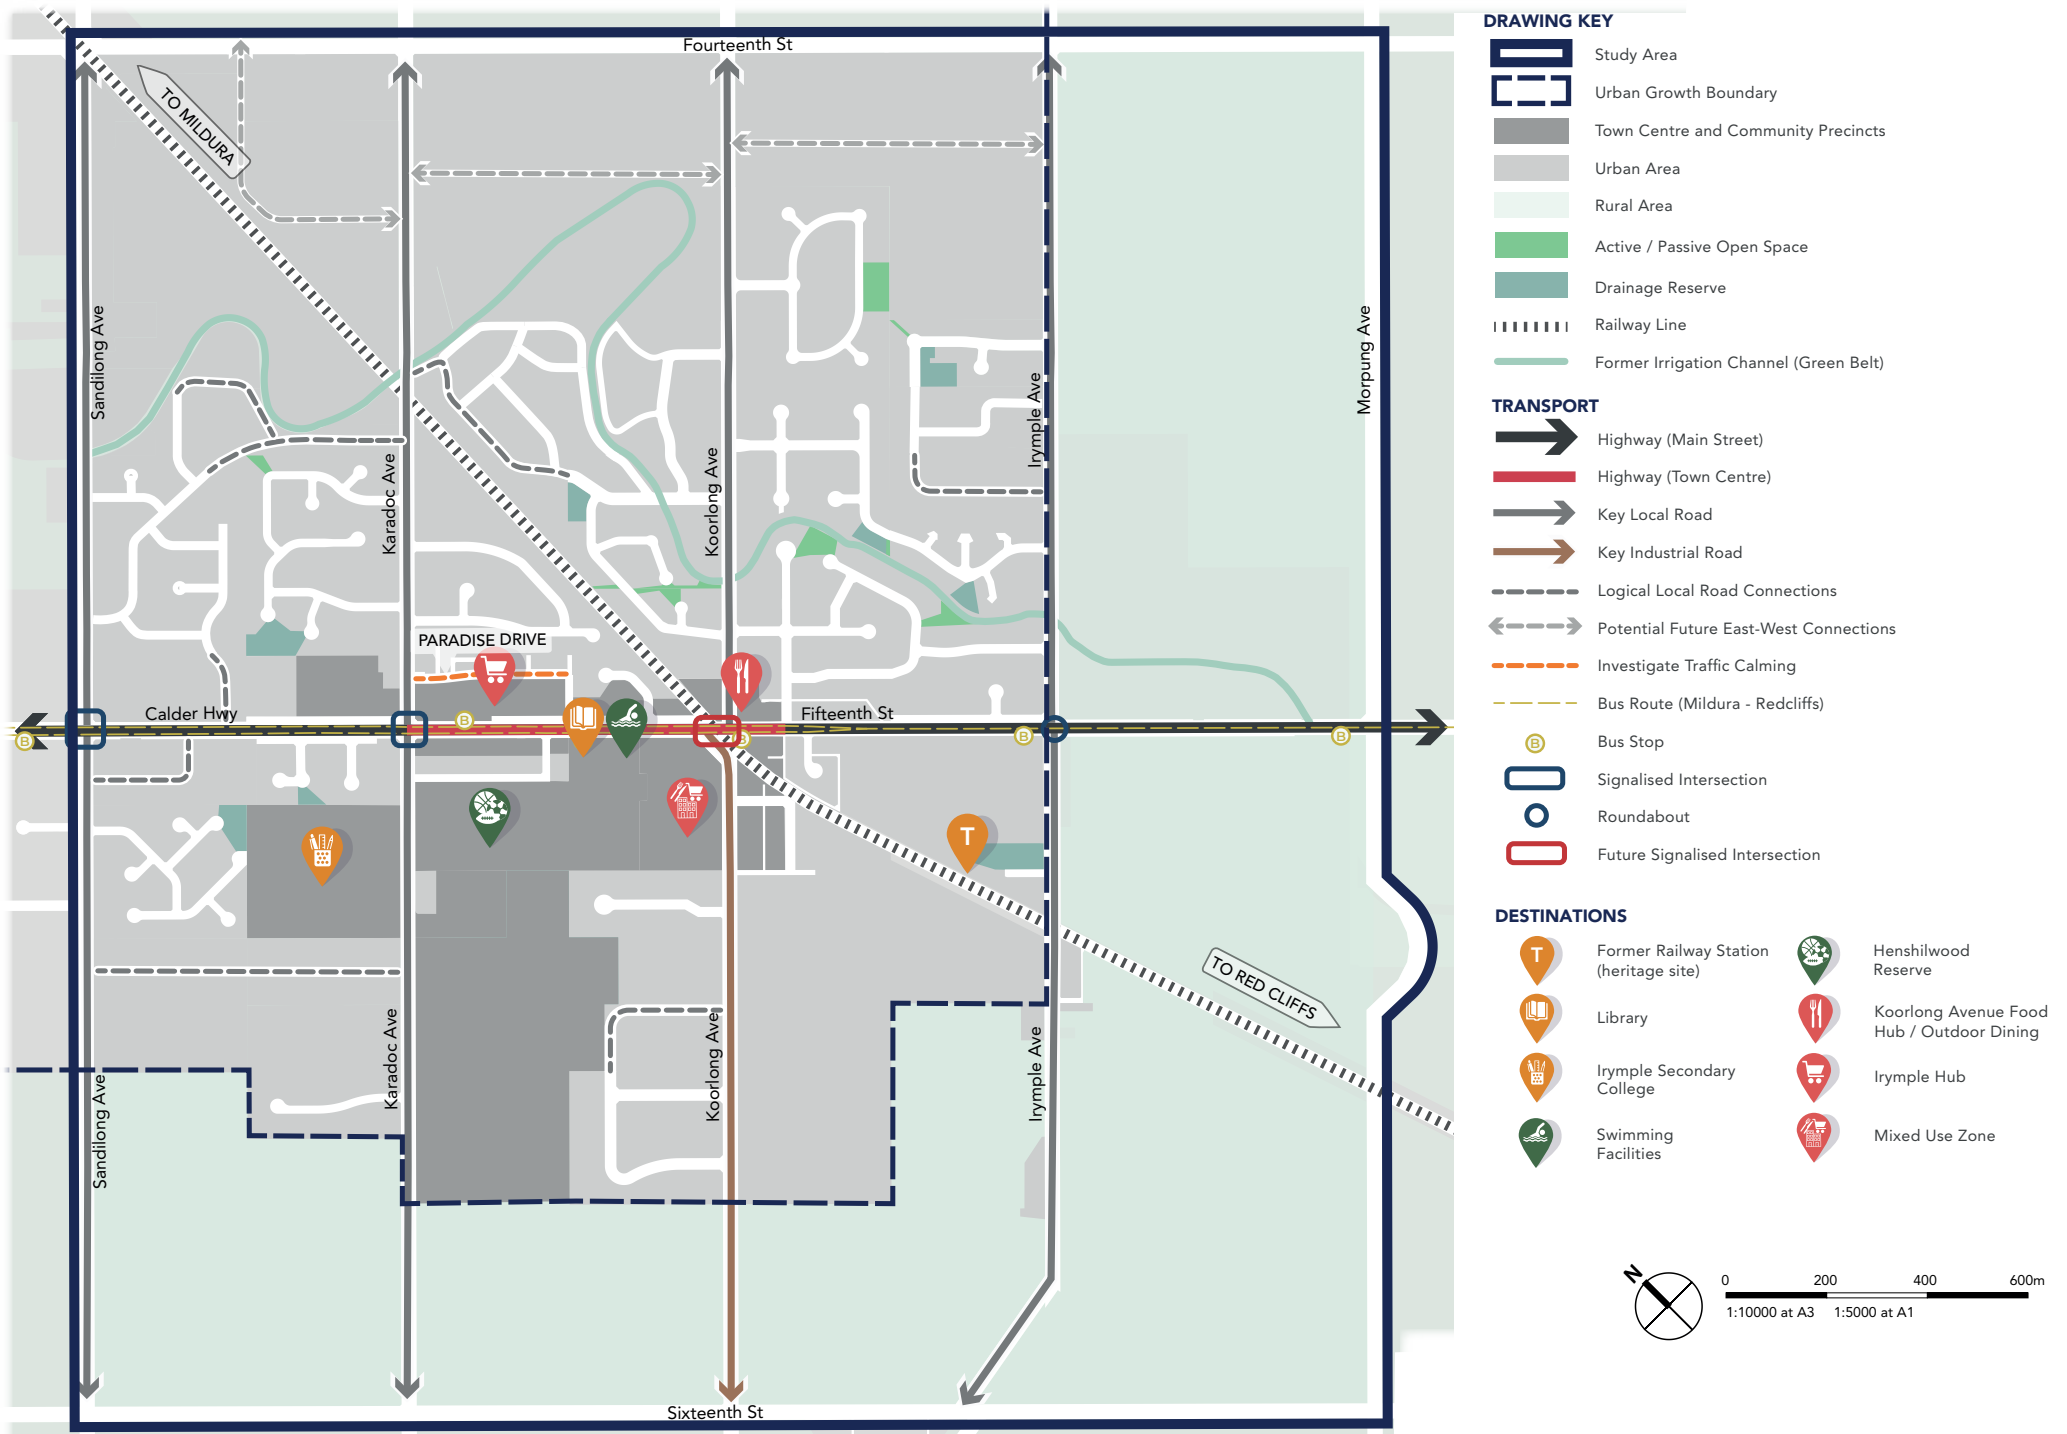 Fourteenth St
TO MILDURA
Sandilong Ave
Karadoc Ave
Koorlong Ave
Irymple Ave
Morpung Ave
PARADISE DRIVE
Calder Hwy
Fifteenth St
B
B
B
B
B
T
TO RED CLIFFS
Sandilong Ave
Karadoc Ave
Koorlong Ave
Irymple Ave
Sixteenth St
DRAWING KEY
Study Area
Urban Growth Boundary
Town Centre and Community Precincts
Urban Area
Rural Area
Active / Passive Open Space
Drainage Reserve
Railway Line
Former Irrigation Channel (Green Belt)
TRANSPORT
Highway (Main Street)
Highway (Town Centre)
Key Local Road
Key Industrial Road
Logical Local Road Connections
Potential Future East-West Connections
Investigate Traffic Calming
Bus Route (Mildura - Redcliffs)
B Bus Stop
Signalised Intersection
Roundabout
Future Signalised Intersection
DESTINATIONS
T Former Railway Station
(heritage site)
Library
Irymple Secondary
College
Swimming
Facilities
Henshilwood
Reserve
Koorlong Avenue Food
Hub / Outdoor Dining
Irymple Hub
Mixed Use Zone
N
0 200 400 600m
1:10000 at A3 1:5000 at A1